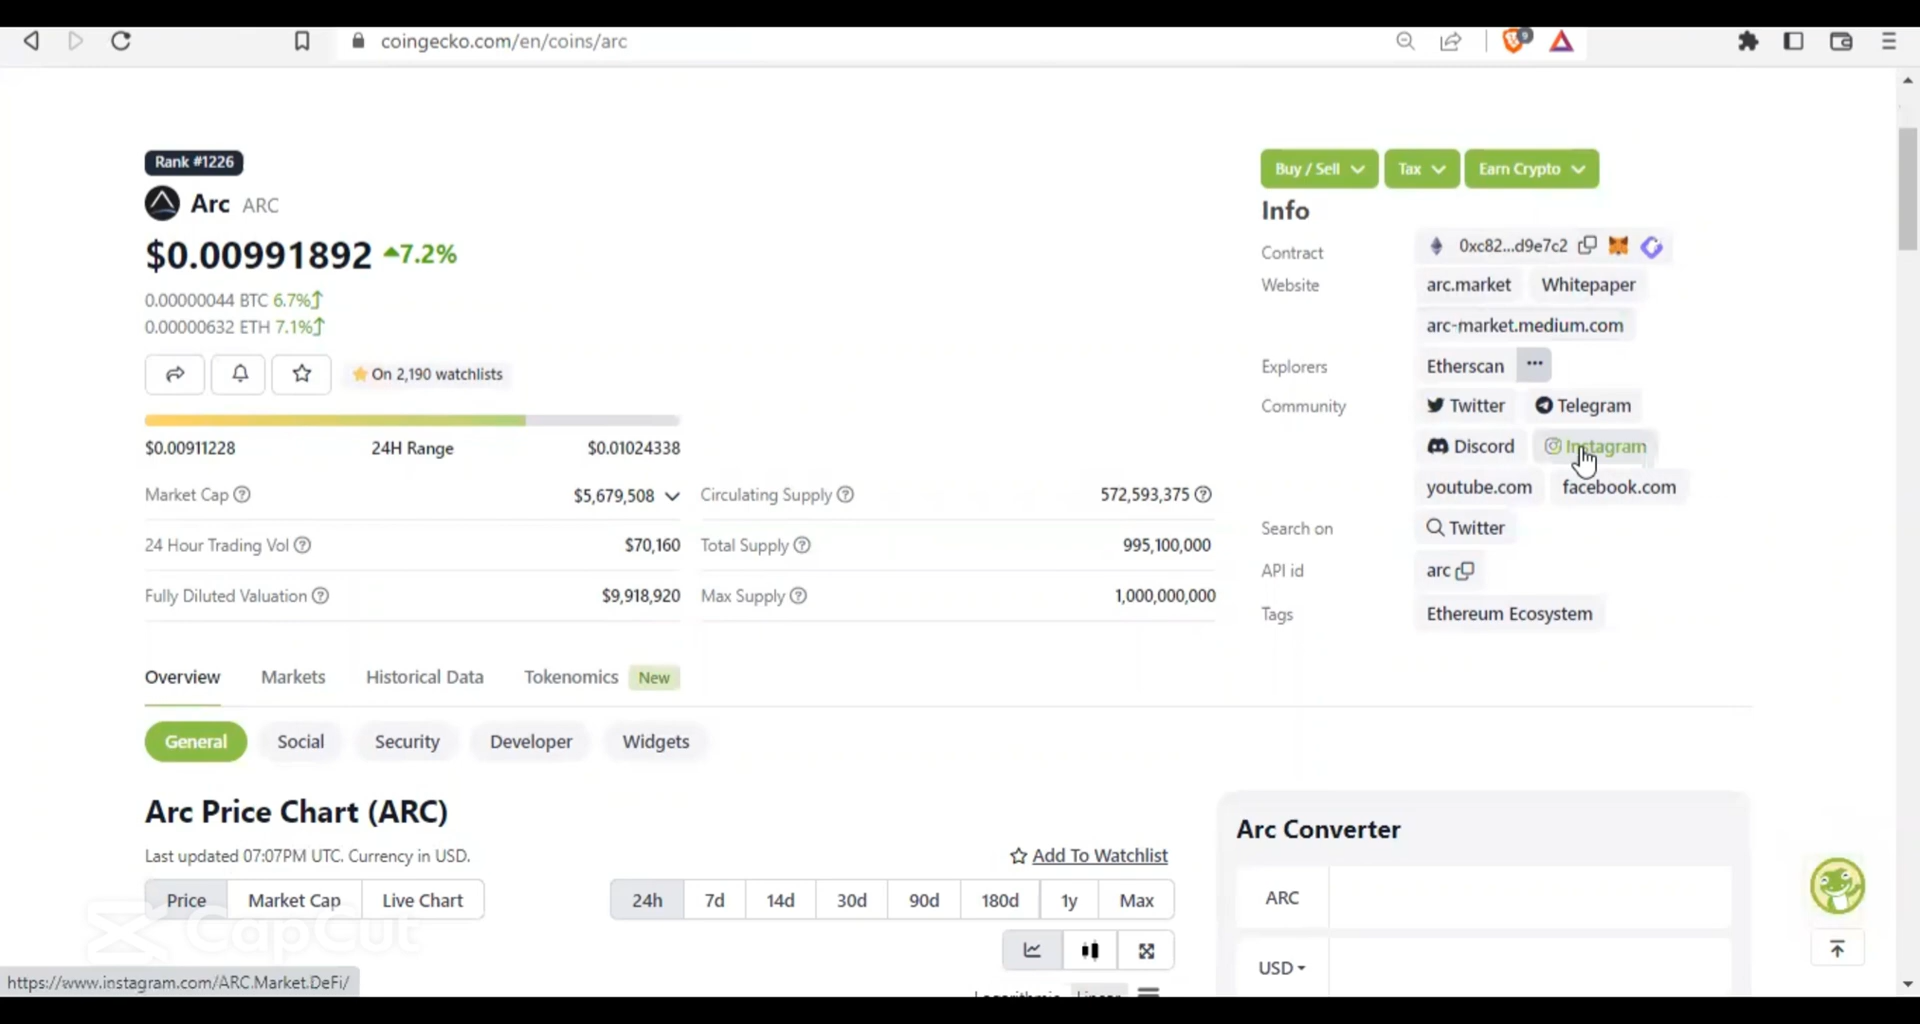 coingecko.com/en/coins/arc
9
Rank #1226
Buy / Sell Tax Earn Crypto
Arc ARC
Info
$0.00991892 7.2%
Contract 0xc82...d9e7c2
Website arc.market Whitepaper
0.00000044 BTC 6.7%
0.00000632 ETH 7.1%
arc-market.medium.com
On 2,190 watchlists
Explorers Etherscan ...
Community Twitter Telegram
$0.00911228 24H Range $0.01024338
Discord Instagram
Market Cap $5,679,508 Circulating Supply 572,593,375
youtube.com facebook.com
Search on Twitter
24 Hour Trading Vol $70,160 Total Supply 995,100,000
API id arc
Fully Diluted Valuation $9,918,920 Max Supply 1,000,000,000
Tags Ethereum Ecosystem
Overview Markets Historical Data Tokenomics New
General Social Security Developer Widgets
Arc Price Chart (ARC)
Arc Converter
Last updated 07:07PM UTC. Currency in USD.
Add To Watchlist
Price Market Cap Live Chart 24h 7d 14d 30d 90d 180d 1y Max
ARC
CapCut
USD
https://www.instagram.com/ARC.Market.DeFi/